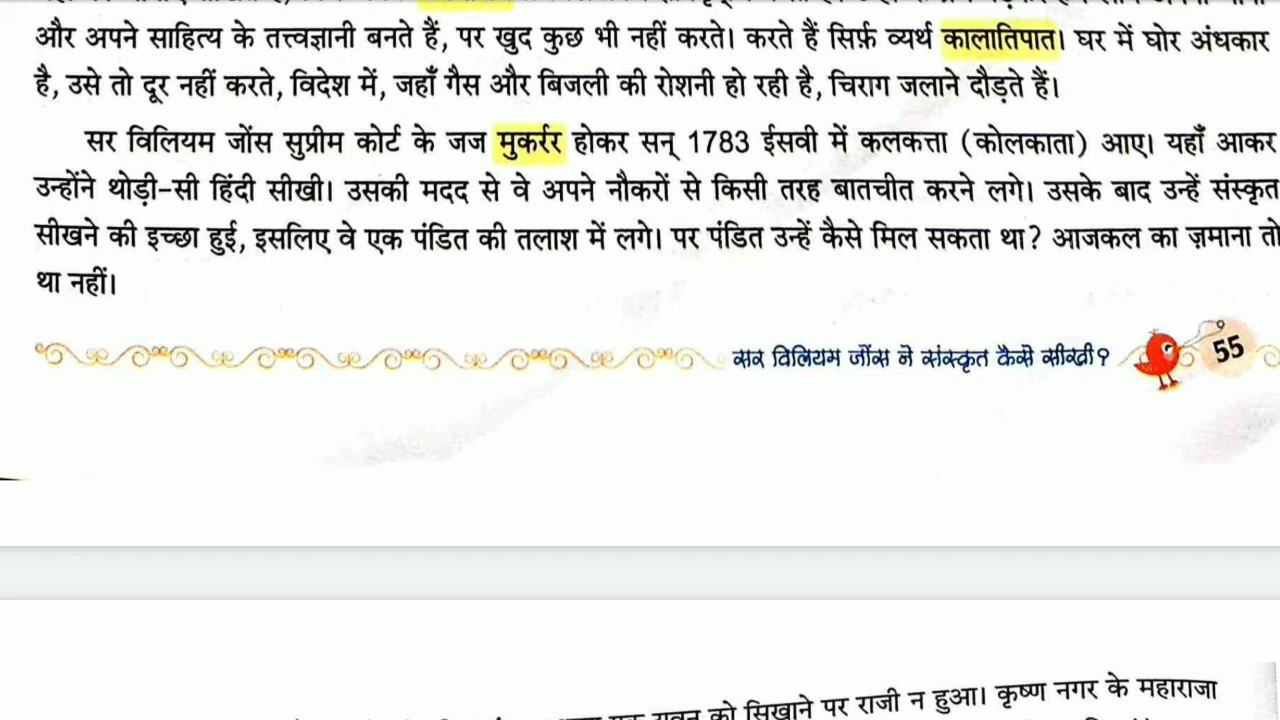 और अपने साहित्य के तत्त्वज्ञानी बनते हैं, पर खुद कुछ भी नहीं करते। करते हैं सिर्फ़ व्यर्थ कालातिपात। घर में घोर अंधकार
है, उसे तो दूर नहीं करते, विदेश में, जहाँ गैस और बिजली की रोशनी हो रही है, चिराग जलाने दौड़ते हैं।
सर विलियम जोंस सुप्रीम कोर्ट के जज मुकर्रर होकर सन् 1783 ईसवी में कलकत्ता (कोलकाता) आए। यहाँ आकर
उन्होंने थोड़ी-सी हिंदी सीखी। उसकी मदद से वे अपने नौकरों से किसी तरह बातचीत करने लगे। उसके बाद उन्हें संस्कृत
सीखने की इच्छा हुई, इसलिए वे एक पंडित की तलाश में लगे। पर पंडित उन्हें कैसे मिल सकता था? आजकल का ज़माना तो
था नहीं।
सर विलियम जोंस ने संस्कृत कैसे सीखी? 55
को सिखाने पर राजी न हुआ। कृष्ण नगर के महाराजा